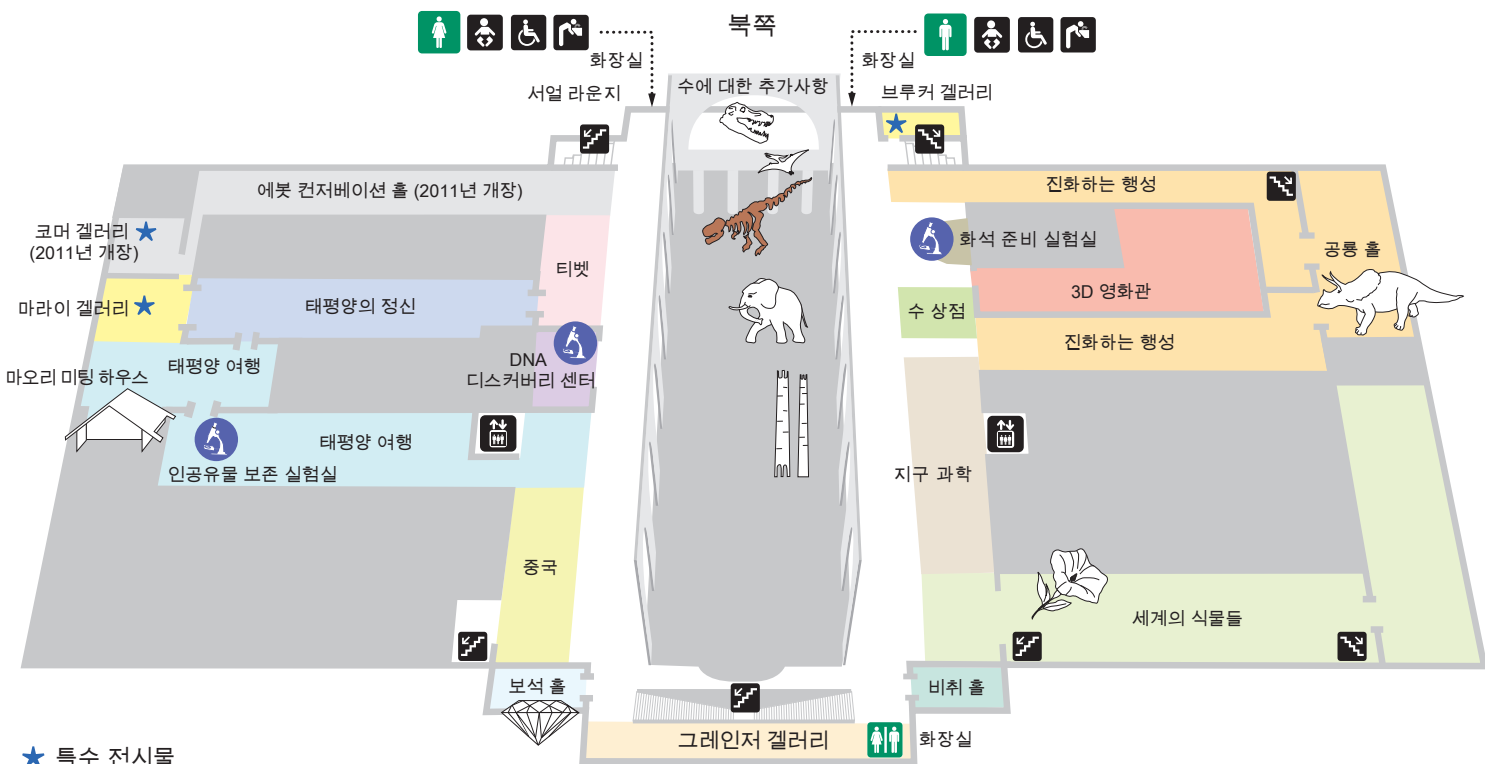 북쪽
화장실
화장실
서얼 라운지
수에 대한 추가사항
브루커 겔러리
에봇 컨저베이션 홀 (2011년 개장)
진화하는 행성
코머 겔러리
(2011년 개장)
티벳
화석 준비 실험실
공룡 홀
마라이 겔러리
태평양의 정신
수 상점
3D 영화관
진화하는 행성
DNA
디스커버리 센터
태평양 여행
마오리 미팅 하우스
태평양 여행
인공유물 보존 실험실
지구 과학
중국
세계의 식물들
보석 홀
비취 홀
그레인저 겔러리
화장실
특수 전시물